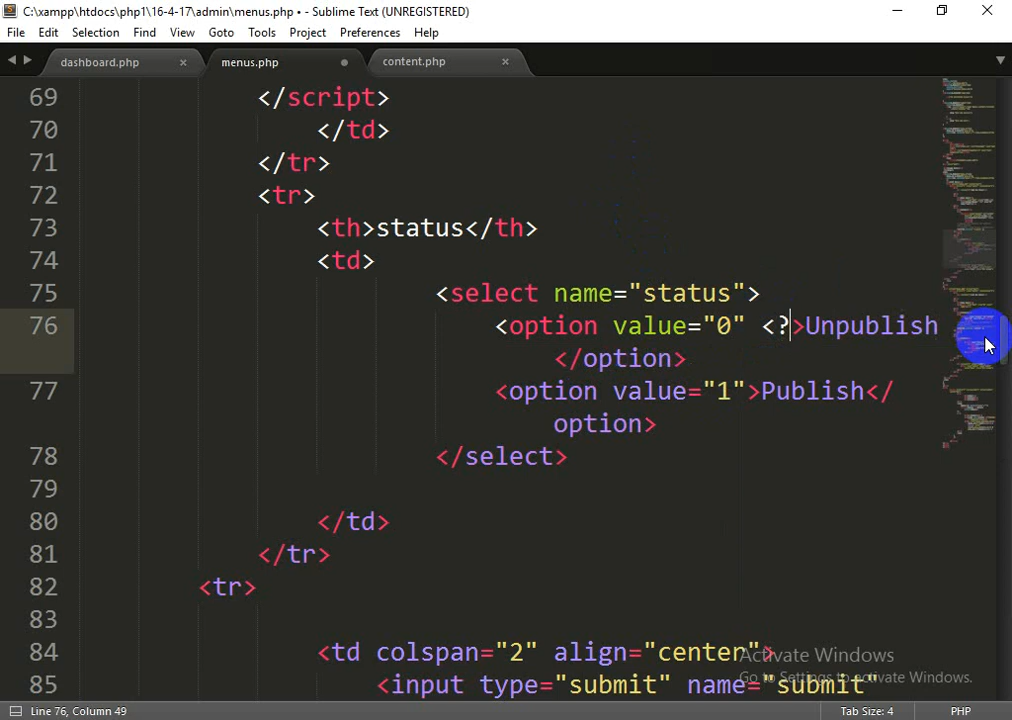 C:\xampp\htdocs\php1\16-4-17\admin\menus.php • - Sublime Text (UNREGISTERED)
File Edit Selection Find View Goto Tools Project Preferences Help
dashboard.php menus.php content.php
69 </script>
70 </td>
71 </tr>
72 <tr>
73 <th>status</th>
74 <td>
75 <select name="status">
76 <option value="0" <?>Unpublish
</option>
77 <option value="1">Publish</
option>
78 </select>
79
80 </td>
81 </tr>
82 <tr>
83
84 <td colspan="2" align="center">
85 <input type="submit" name="submit"
Activate Windows
Go to Settings to activate Windows.
Line 76, Column 49 Tab Size: 4 PHP